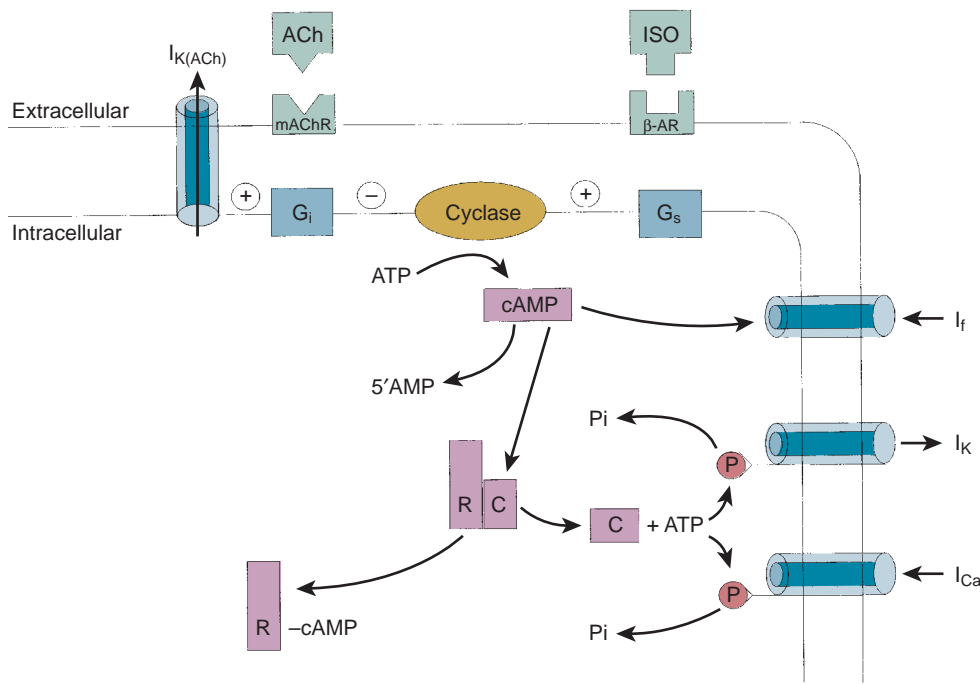 ACh
ISO
I_K(ACh)
Extracellular
mAChR
β-AR
+
G_i
−
Cyclase
+
G_s
Intracellular
ATP
cAMP
I_f
5′AMP
Pi
P
I_K
R
C
C
+ ATP
P
I_Ca
R
–cAMP
Pi